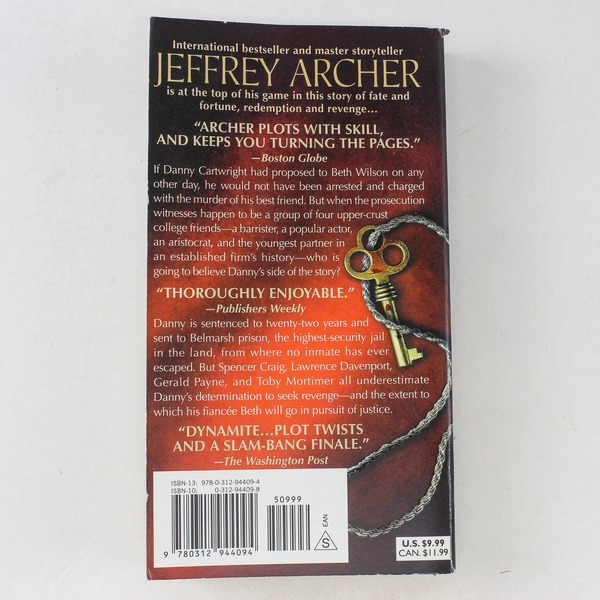 International bestseller and master storyteller
JEFFREY ARCHER
is at the top of his game in this story of fate and
fortune, redemption and revenge...
“ARCHER PLOTS WITH SKILL,
AND KEEPS YOU TURNING THE PAGES.”
—Boston Globe
If Danny Cartwright had proposed to Beth Wilson on any
other day, he would not have been arrested and charged
with the murder of his best friend. But when the prosecution
witnesses happen to be a group of four upper-crust
college friends—a barrister, a popular actor,
an aristocrat, and the youngest partner in
an established firm’s history—who is
going to believe Danny’s side of the story?
“THOROUGHLY ENJOYABLE.”
—Publishers Weekly
Danny is sentenced to twenty-two years and
sent to Belmarsh prison, the highest-security jail
in the land, from where no inmate has ever
escaped. But Spencer Craig, Lawrence Davenport,
Gerald Payne, and Toby Mortimer all underestimate
Danny’s determination to seek revenge—and the extent to
which his fiancée Beth will go in pursuit of justice.
“DYNAMITE...PLOT TWISTS
AND A SLAM-BANG FINALE.”
—The Washington Post
ISBN-13: 978-0-312-94409-4
ISBN-10: 0-312-94409-8
50999
EAN
S
9 780312 944094
U.S. $9.99
CAN. $11.99